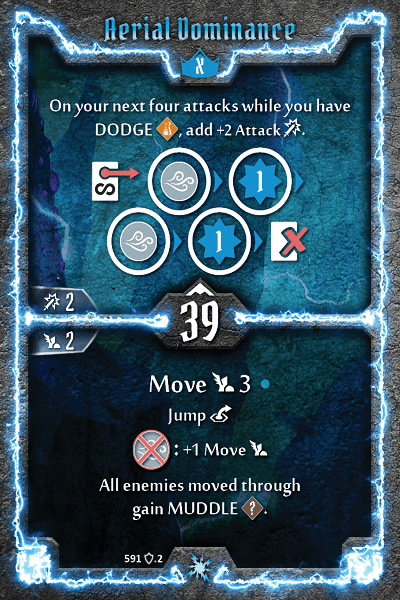 Aerial Dominance
א
On your next four attacks while you have
DODGE, add +2 Attack.
1
1
2
39
2
Move 3
Jump
: +1 Move
All enemies moved through
gain MUDDLE ?.
591 .2